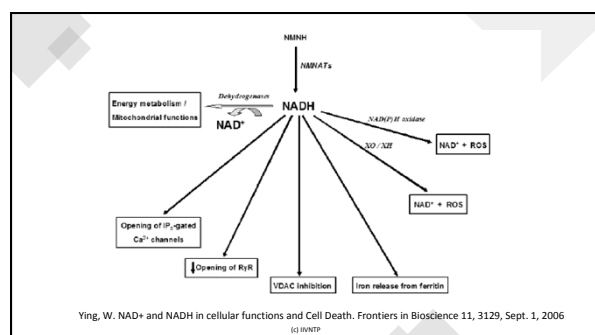 NMNH
NMNATs
Dehydrogenases
Energy metabolism /
Mitochondrial functions
NADH
NAD⁺
NAD(P)H oxidase
NAD⁺ + ROS
XO / XH
NAD⁺ + ROS
Opening of IP₃-gated
Ca²⁺ channels
↓Opening of RyR
VDAC inhibition
Iron release from ferritin
Ying, W. NAD+ and NADH in cellular functions and Cell Death. Frontiers in Bioscience 11, 3129, Sept. 1, 2006
(c) IIVNTP